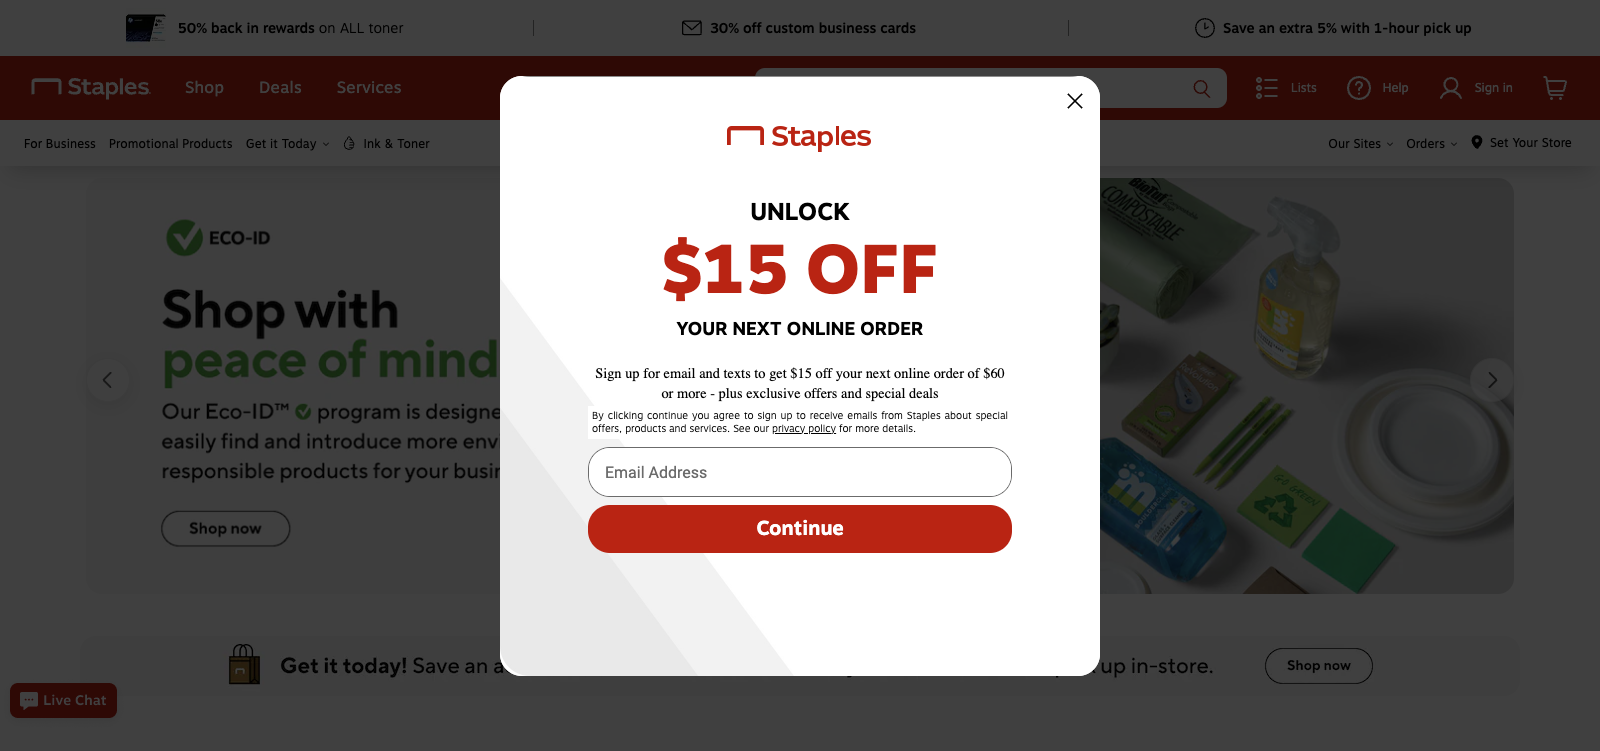 50% back in rewards on ALL toner
30% off custom business cards
Save an extra 5% with 1-hour pick up
Staples
Shop
Deals
Services
Lists
Help
Sign in
For Business
Promotional Products
Get it Today
Ink & Toner
Our Sites
Orders
Set Your Store
Staples
UNLOCK
$15 OFF
YOUR NEXT ONLINE ORDER
Sign up for email and texts to get $15 off your next online order of $60
or more - plus exclusive offers and special deals
By clicking continue you agree to sign up to receive emails from Staples about special
offers, products and services. See our privacy policy for more details.
Email Address
Continue
ECO-ID
Shop with
peace of mind
Our Eco-ID™ program is designe
easily find and introduce more env
responsible products for your busin
Shop now
COMPOSTABLE
GO GREEN
Get it today! Save an a
up in-store.
Shop now
Live Chat